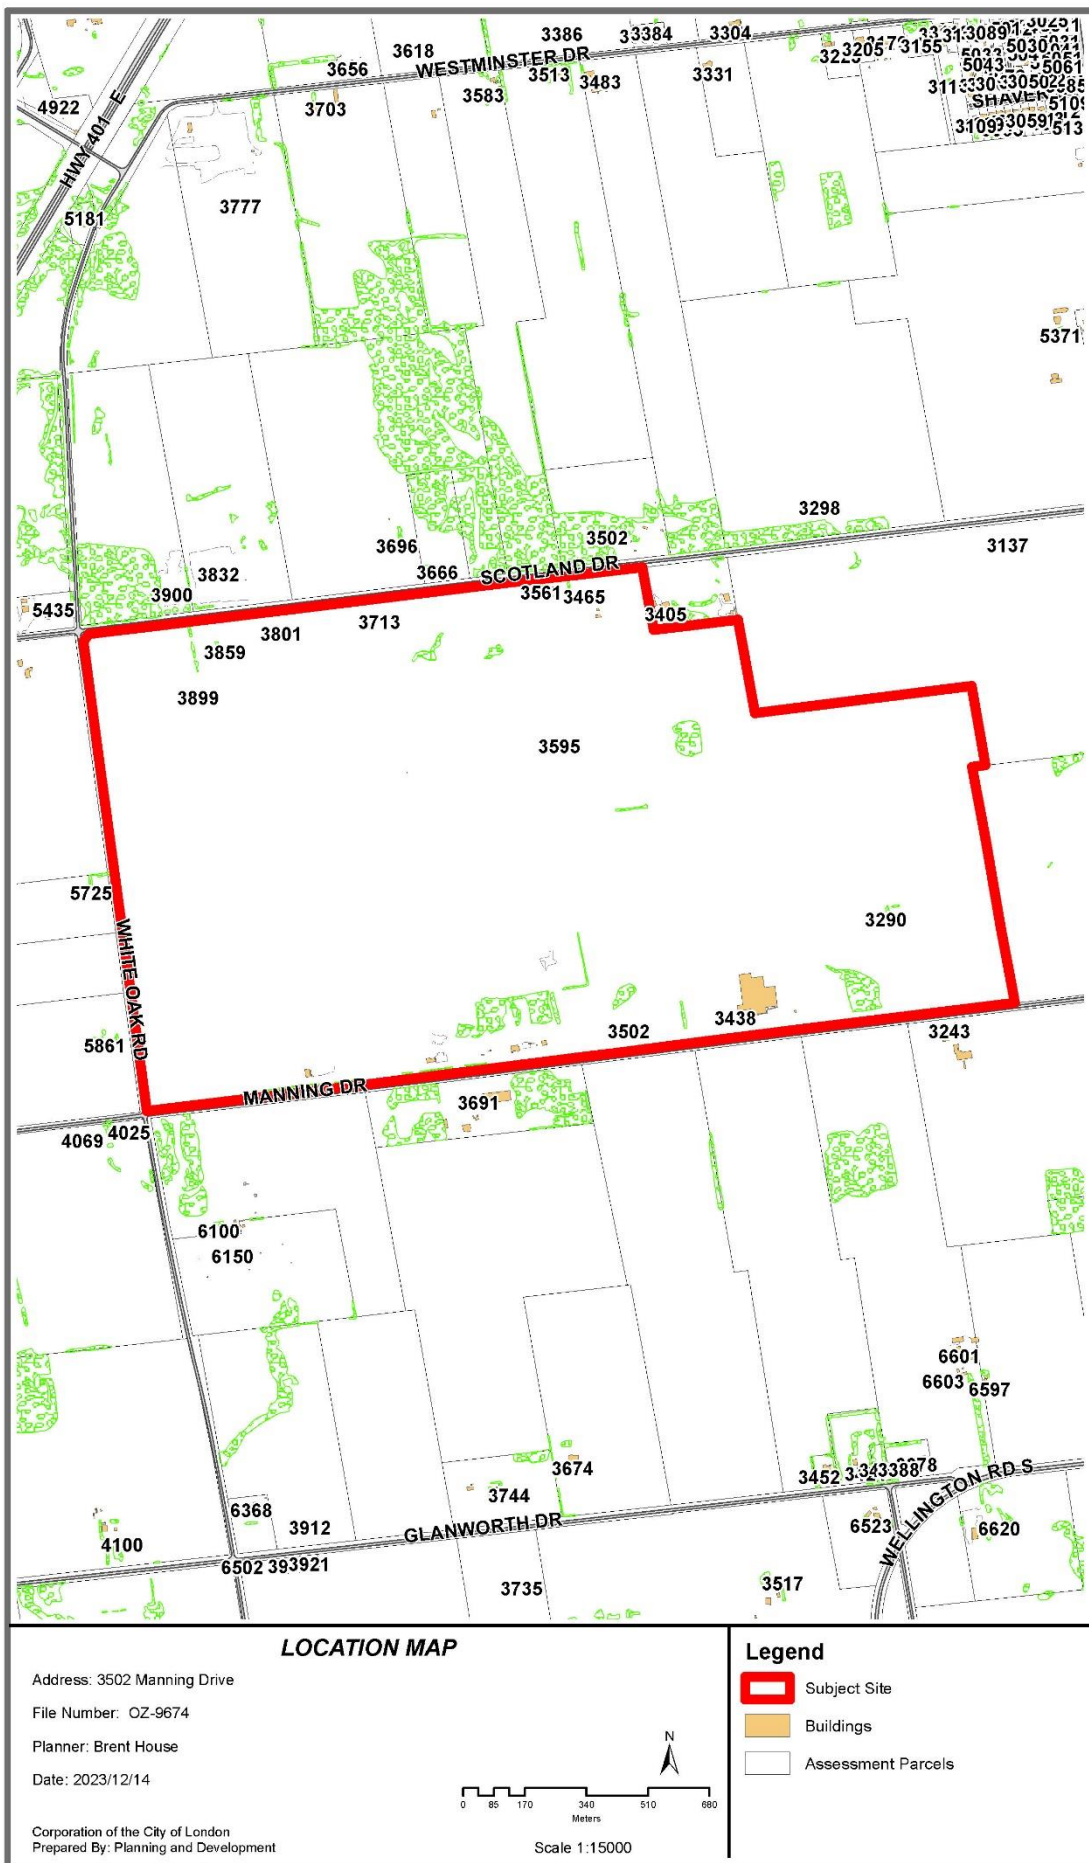 3386
33384
3304
3618
3656
WESTMINSTER DR
3513
3483
3331
3205
3155
3583
3703
4922
HWY 401 E
5043
SHAVER
5181
3777
5371
3298
3137
3502
3696
3666
SCOTLAND DR
3832
3900
5435
3561
3465
3405
3801
3713
3859
3899
3595
5725
WHITE OAK RD
3290
3502
3438
3243
5861
MANNING DR
3691
4069
4025
6100
6150
6601
6603
6597
3674
3744
3452
WELLINGTON RD S
6368
3912
GLANWORTH DR
4100
6502
3921
6523
6620
3735
3517
LOCATION MAP
Address: 3502 Manning Drive
File Number: OZ-9674
Planner: Brent House
Date: 2023/12/14
Corporation of the City of London
Prepared By: Planning and Development
N
0 85 170 340 510 680
Meters
Scale 1:15000
Legend
Subject Site
Buildings
Assessment Parcels